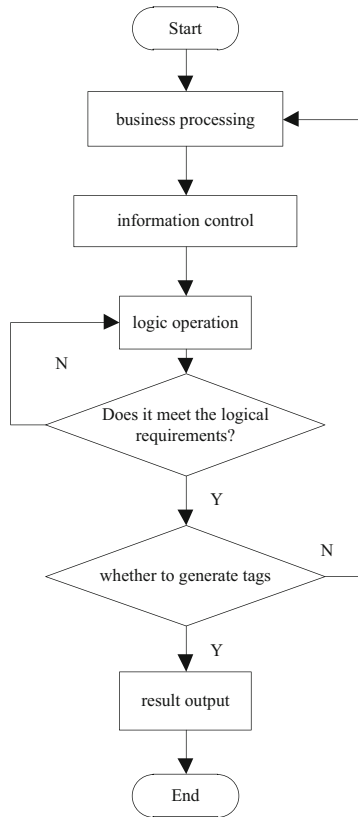 Start
business processing
information control
logic operation
N
Does it meet the logical
requirements?
Y
N
whether to generate tags
Y
result output
End